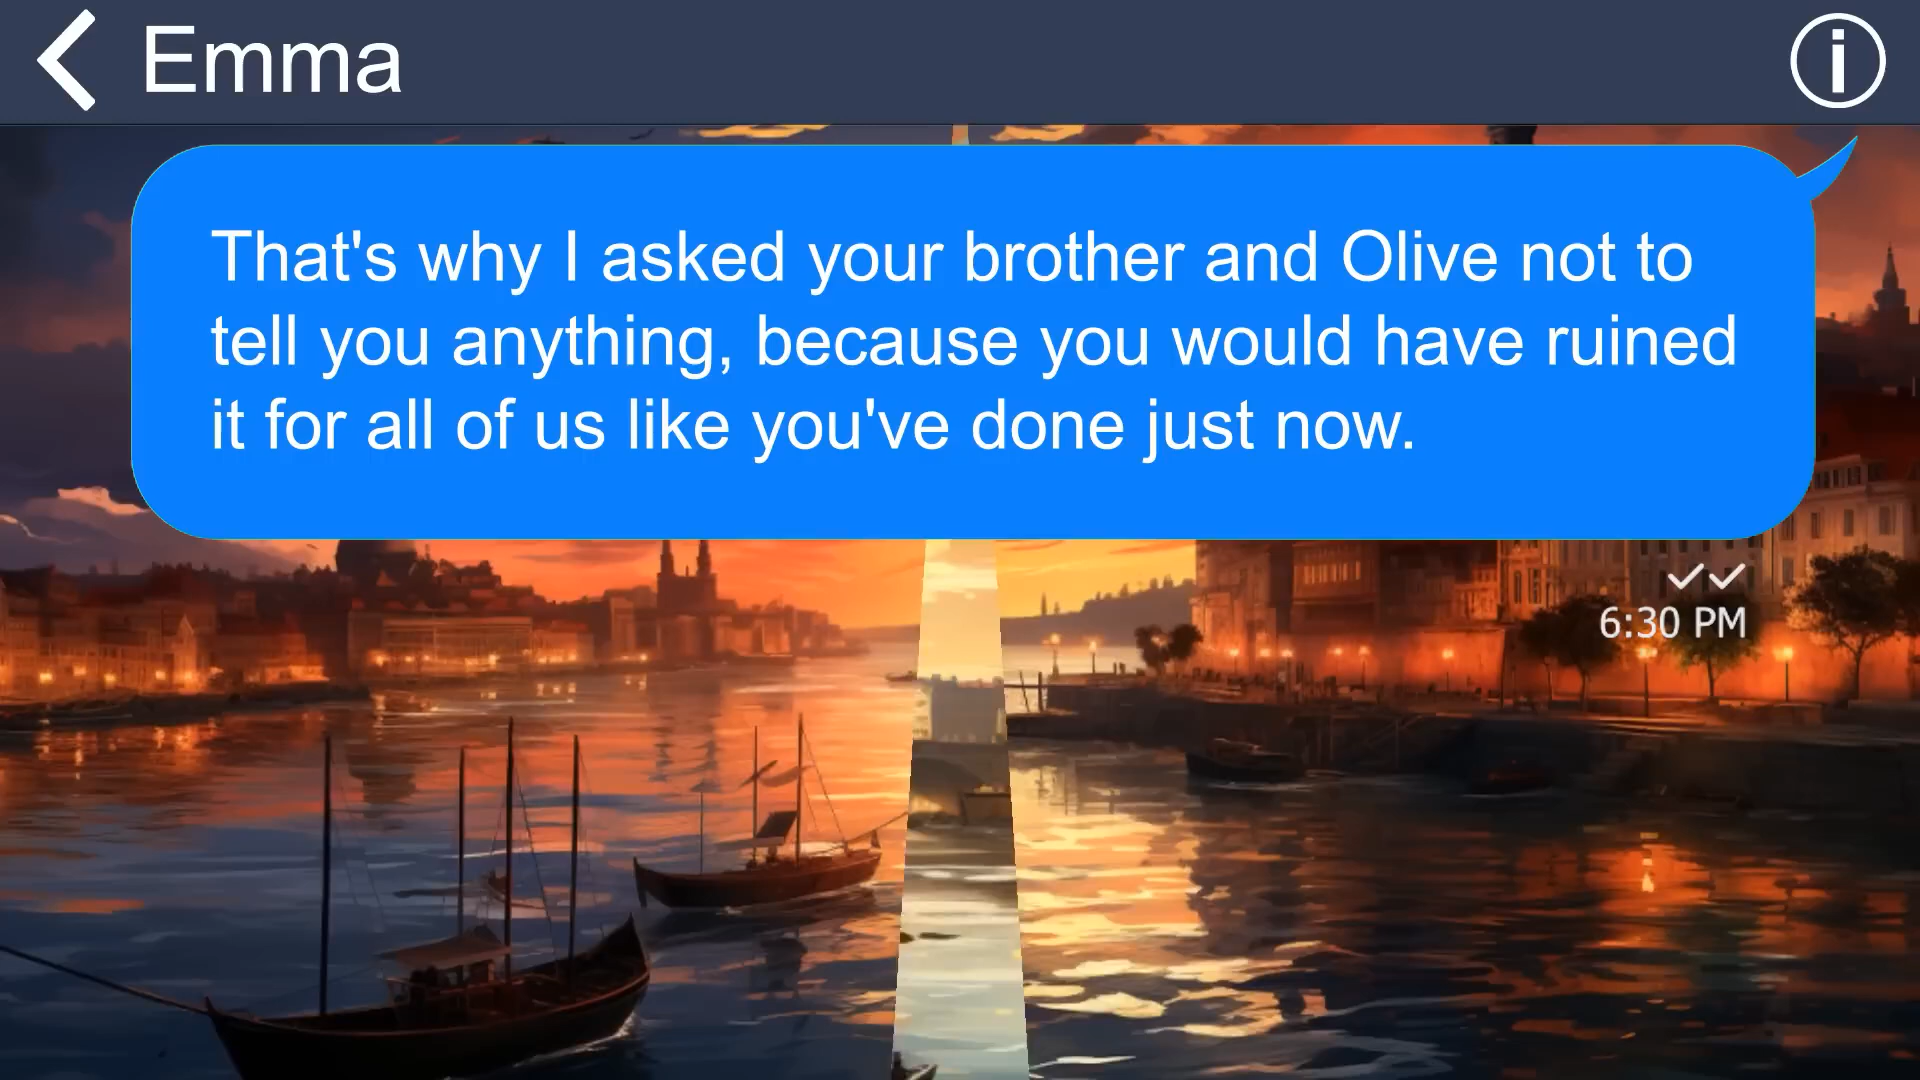 Emma
That's why I asked your brother and Olive not to
tell you anything, because you would have ruined
it for all of us like you've done just now.
6:30 PM